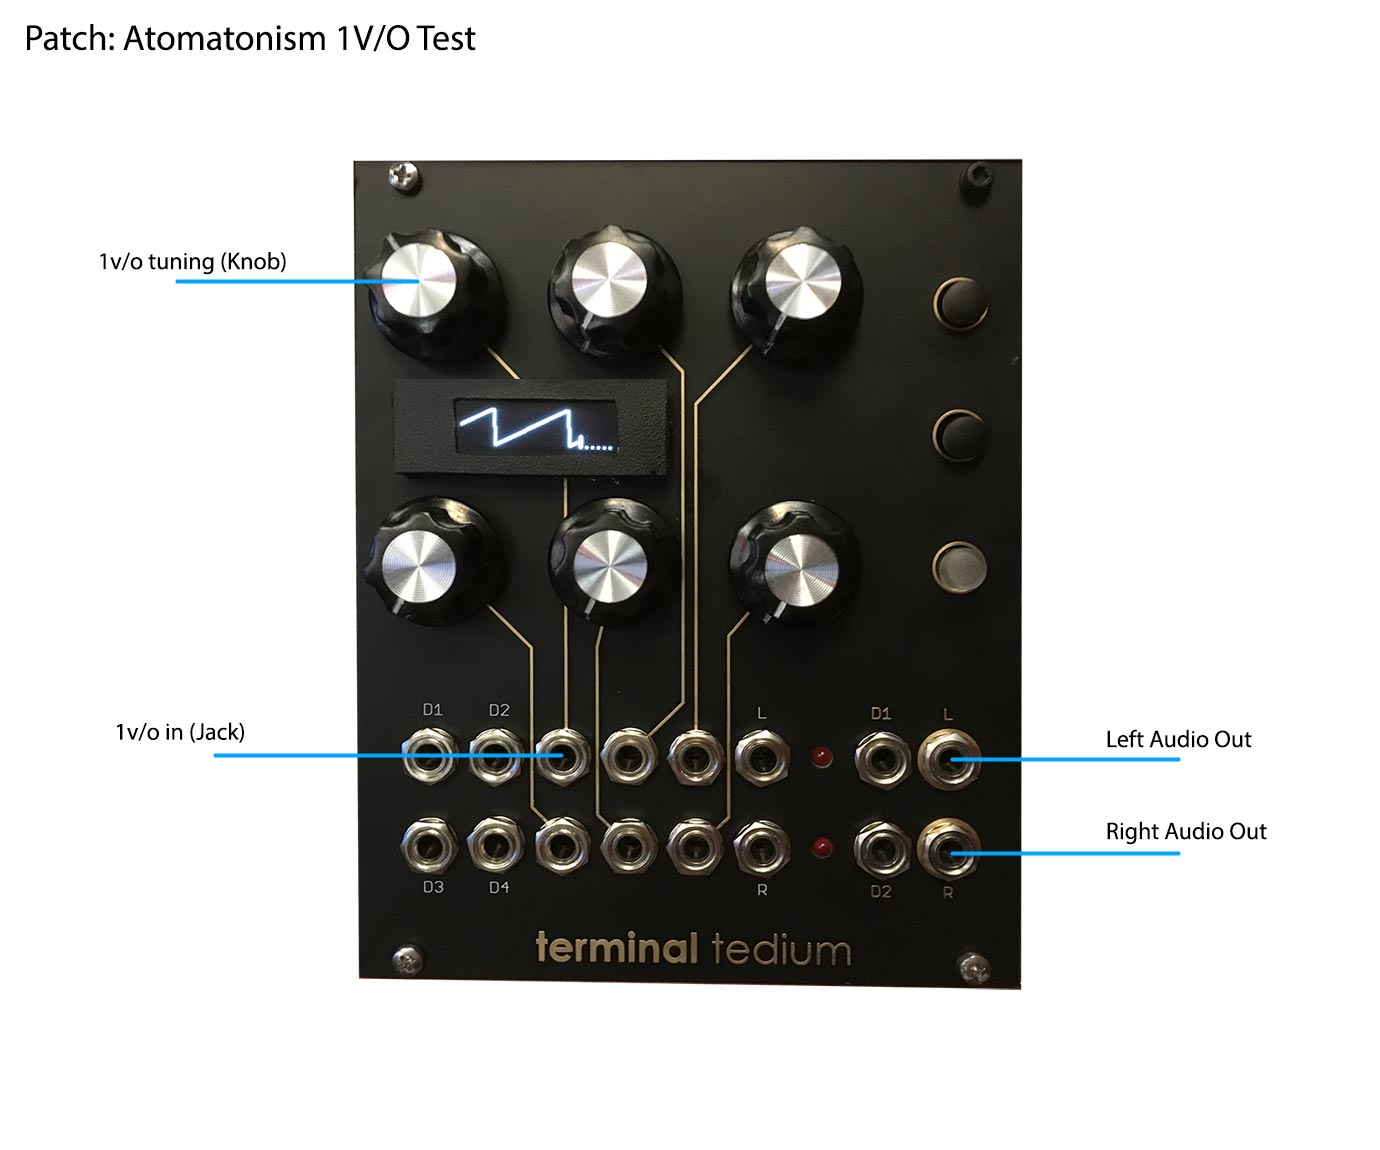 Patch: Atomatonism 1V/O Test
1v/o tuning (Knob)
D1 D2 L D1 L
1v/o in (Jack)
Left Audio Out
Right Audio Out
D3 D4 R D2 R
terminal tedium